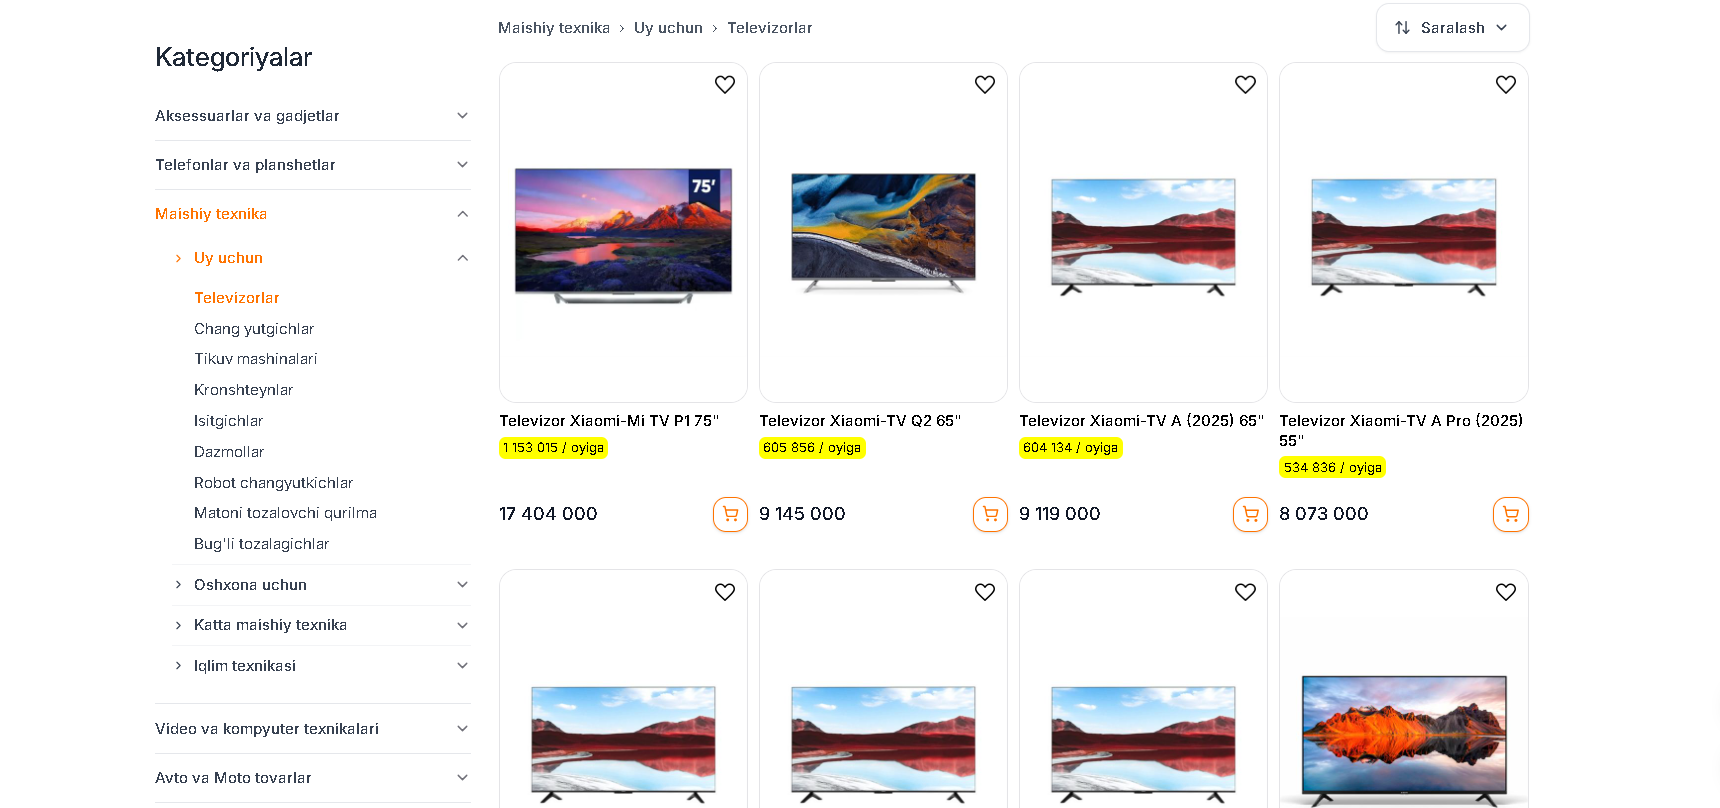 Maishiy texnika › Uy uchun › Televizorlar
Saralash
Kategoriyalar
Aksessuarlar va gadjetlar
Telefonlar va planshetlar
Maishiy texnika
Uy uchun
Televizorlar
Chang yutgichlar
Tikuv mashinalari
Kronshteynlar
Isitgichlar
Dazmollar
Robot changyutkichlar
Matoni tozalovchi qurilma
Bug'li tozalagichlar
Oshxona uchun
Katta maishiy texnika
Iqlim texnikasi
Video va kompyuter texnikalari
Avto va Moto tovarlar
75'
Televizor Xiaomi-Mi TV P1 75"
1 153 015 / oyiga
17 404 000
Televizor Xiaomi-TV Q2 65"
605 856 / oyiga
9 145 000
Televizor Xiaomi-TV A (2025) 65"
604 134 / oyiga
9 119 000
Televizor Xiaomi-TV A Pro (2025)
55"
534 836 / oyiga
8 073 000